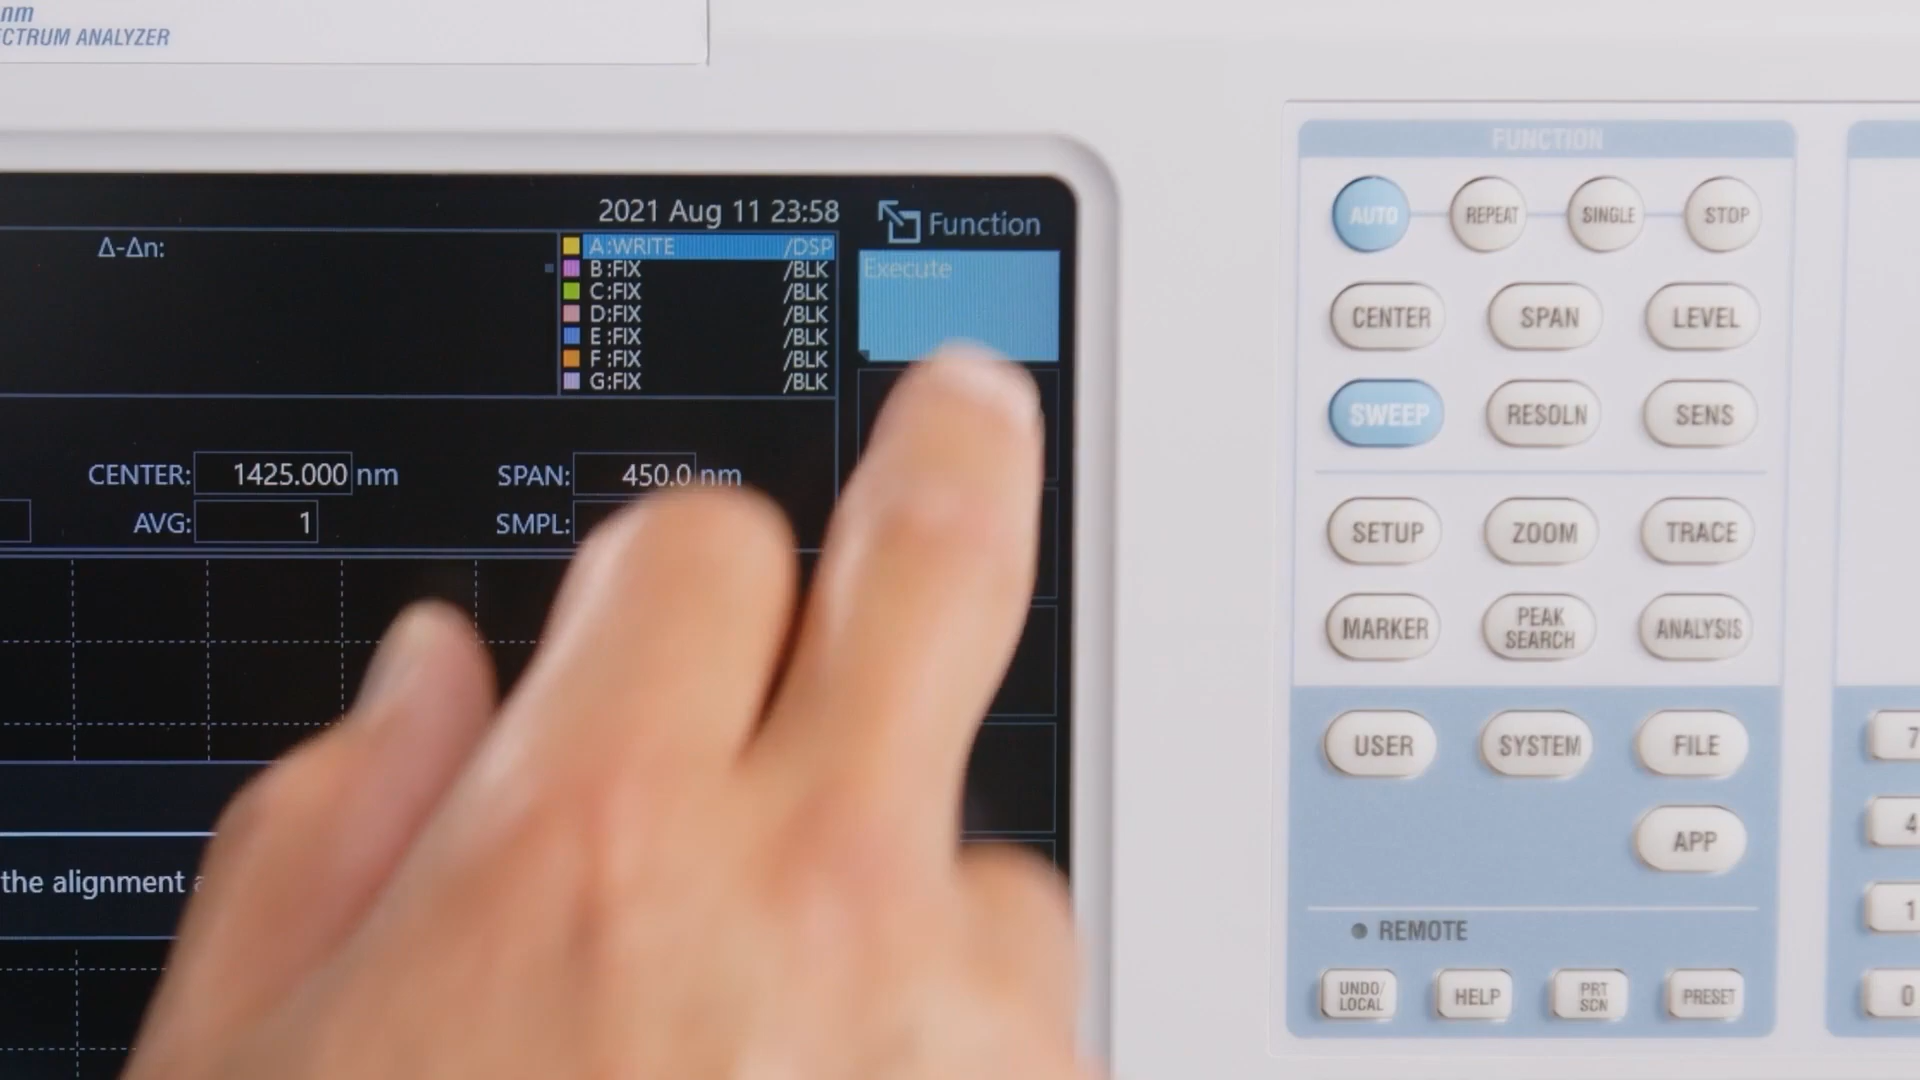 nm
CTRUM ANALYZER
2021 Aug 11 23:58
Function
Δ-Δn:
A:WRITE /DSP
B:FIX /BLK
C:FIX /BLK
D:FIX /BLK
E:FIX /BLK
F:FIX /BLK
G:FIX /BLK
Execute
CENTER: 1425.000 nm
SPAN: 450.0 nm
AVG: 1
SMPL:
the alignment
FUNCTION
AUTO REPEAT SINGLE STOP
CENTER SPAN LEVEL
SWEEP RESOLN SENS
SETUP ZOOM TRACE
MARKER PEAK SEARCH ANALYSIS
USER SYSTEM FILE
APP
REMOTE
UNDO/LOCAL HELP PRT SCN PRESET
7
4
1
0